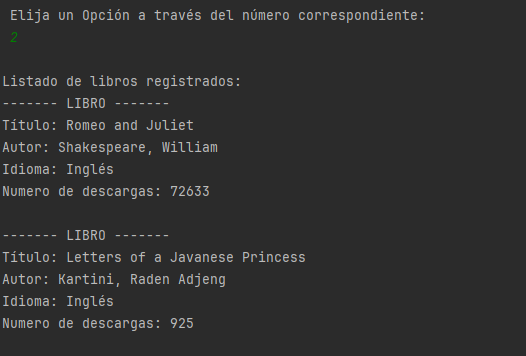 Elija un Opción a través del número correspondiente:
2
Listado de libros registrados:
------- LIBRO -------
Título: Romeo and Juliet
Autor: Shakespeare, William
Idioma: Inglés
Numero de descargas: 72633
------- LIBRO -------
Título: Letters of a Javanese Princess
Autor: Kartini, Raden Adjeng
Idioma: Inglés
Numero de descargas: 925